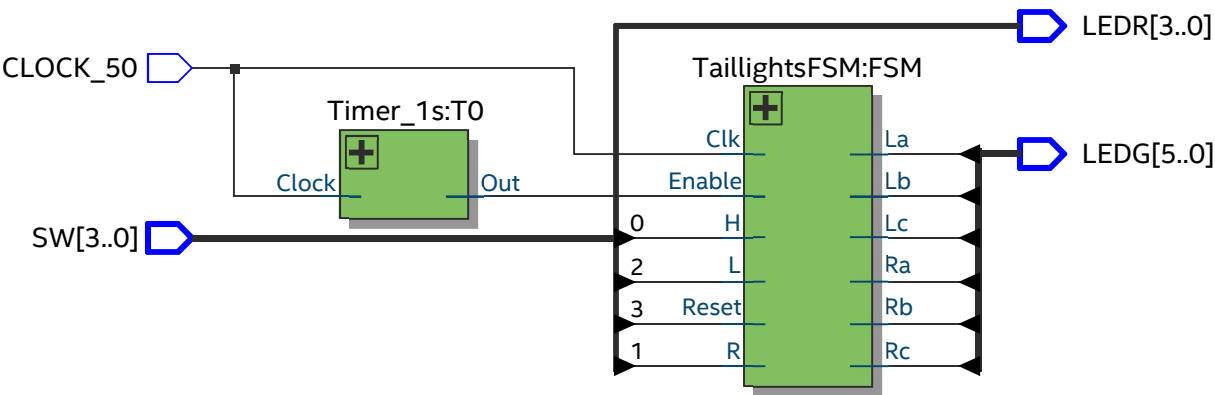 LEDR[3..0]
CLOCK_50
TaillightsFSM:FSM
Timer_1s:T0
Clk
La
LEDG[5..0]
Clock
Out
Enable
Lb
SW[3..0]
0
H
Lc
2
L
Ra
3
Reset
Rb
1
R
Rc